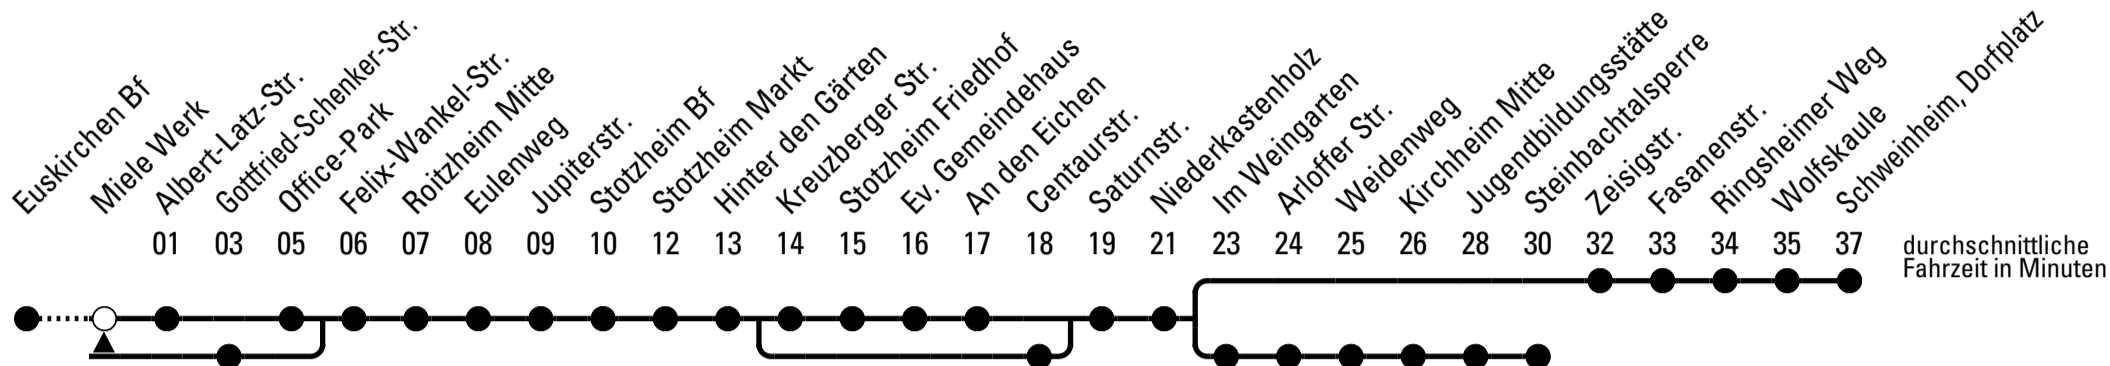 Euskirchen Bf
Miele Werk
Albert-Latz-Str.
Gottfried-Schenker-Str.
Office-Park
Felix-Wankel-Str.
Roitzheim Mitte
Eulenweg
Jupiterstr.
Stotzheim Bf
Stotzheim Markt
Hinter den Gärten
Kreuzberger Str.
Stotzheim Friedhof
Ev. Gemeindehaus
An den Eichen
Centaurstr.
Saturnstr.
Niederkastenholz
Im Weingarten
Arloffer Str.
Weidenweg
Kirchheim Mitte
Jugendbildungsstätte
Steinbachtalsperre
Zeisigstr.
Fasanenstr.
Ringsheimer Weg
Wolfskaule
Schweinheim, Dorfplatz
01 03 05 06 07 08 09 10 12 13 14 15 16 17 18 19 21 23 24 25 26 28 30 32 33 34 35 37
durchschnittliche
Fahrzeit in Minuten